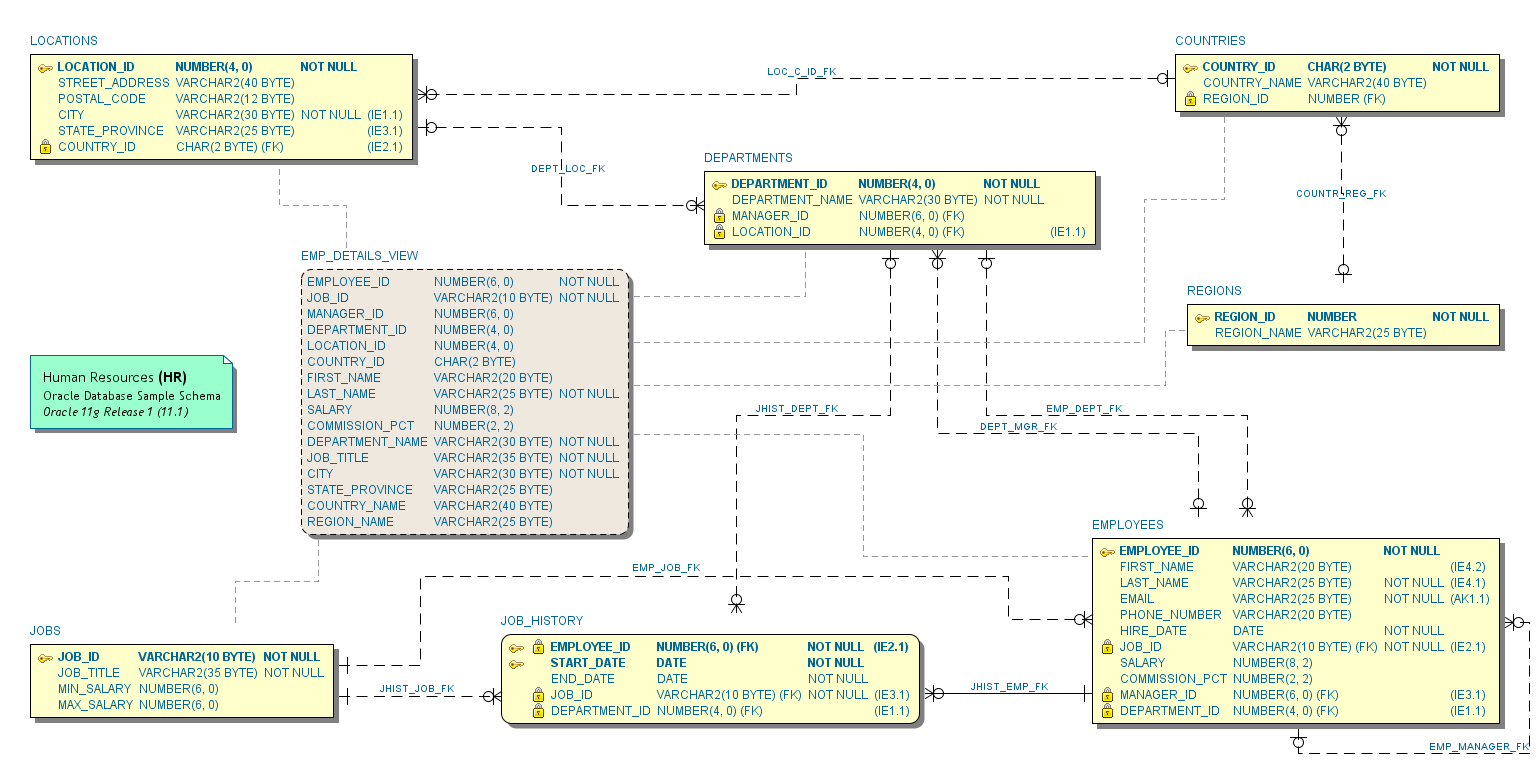 LOCATIONS
LOCATION_ID NUMBER(4, 0) NOT NULL
STREET_ADDRESS VARCHAR2(40 BYTE)
POSTAL_CODE VARCHAR2(12 BYTE)
CITY VARCHAR2(30 BYTE) NOT NULL (IE1.1)
STATE_PROVINCE VARCHAR2(25 BYTE) (IE3.1)
COUNTRY_ID CHAR(2 BYTE) (FK) (IE2.1)
LOC_C_ID_FK
COUNTRIES
COUNTRY_ID CHAR(2 BYTE) NOT NULL
COUNTRY_NAME VARCHAR2(40 BYTE)
REGION_ID NUMBER (FK)
DEPT_LOC_FK
DEPARTMENTS
DEPARTMENT_ID NUMBER(4, 0) NOT NULL
DEPARTMENT_NAME VARCHAR2(30 BYTE) NOT NULL
MANAGER_ID NUMBER(6, 0) (FK)
LOCATION_ID NUMBER(4, 0) (FK) (IE1.1)
COUNTR_REG_FK
REGIONS
REGION_ID NUMBER NOT NULL
REGION_NAME VARCHAR2(25 BYTE)
EMP_DETAILS_VIEW
EMPLOYEE_ID NUMBER(6, 0) NOT NULL
JOB_ID VARCHAR2(10 BYTE) NOT NULL
MANAGER_ID NUMBER(6, 0)
DEPARTMENT_ID NUMBER(4, 0)
LOCATION_ID NUMBER(4, 0)
COUNTRY_ID CHAR(2 BYTE)
FIRST_NAME VARCHAR2(20 BYTE)
LAST_NAME VARCHAR2(25 BYTE) NOT NULL
SALARY NUMBER(8, 2)
COMMISSION_PCT NUMBER(2, 2)
DEPARTMENT_NAME VARCHAR2(30 BYTE) NOT NULL
JOB_TITLE VARCHAR2(35 BYTE) NOT NULL
CITY VARCHAR2(30 BYTE) NOT NULL
STATE_PROVINCE VARCHAR2(25 BYTE)
COUNTRY_NAME VARCHAR2(40 BYTE)
REGION_NAME VARCHAR2(25 BYTE)
Human Resources (HR)
Oracle Database Sample Schema
Oracle 11g Release 1 (11.1)
JHIST_DEPT_FK
EMP_DEPT_FK
DEPT_MGR_FK
EMPLOYEES
EMPLOYEE_ID NUMBER(6, 0) NOT NULL
FIRST_NAME VARCHAR2(20 BYTE) (IE4.2)
LAST_NAME VARCHAR2(25 BYTE) NOT NULL (IE4.1)
EMAIL VARCHAR2(25 BYTE) NOT NULL (AK1.1)
PHONE_NUMBER VARCHAR2(20 BYTE)
HIRE_DATE DATE NOT NULL
JOB_ID VARCHAR2(10 BYTE) (FK) NOT NULL (IE2.1)
SALARY NUMBER(8, 2)
COMMISSION_PCT NUMBER(2, 2)
MANAGER_ID NUMBER(6, 0) (FK) (IE3.1)
DEPARTMENT_ID NUMBER(4, 0) (FK) (IE1.1)
EMP_JOB_FK
JOBS
JOB_ID VARCHAR2(10 BYTE) NOT NULL
JOB_TITLE VARCHAR2(35 BYTE) NOT NULL
MIN_SALARY NUMBER(6, 0)
MAX_SALARY NUMBER(6, 0)
JHIST_JOB_FK
JOB_HISTORY
EMPLOYEE_ID NUMBER(6, 0) (FK) NOT NULL (IE2.1)
START_DATE DATE NOT NULL
END_DATE DATE NOT NULL
JOB_ID VARCHAR2(10 BYTE) (FK) NOT NULL (IE3.1)
DEPARTMENT_ID NUMBER(4, 0) (FK) (IE1.1)
JHIST_EMP_FK
EMP_MANAGER_FK